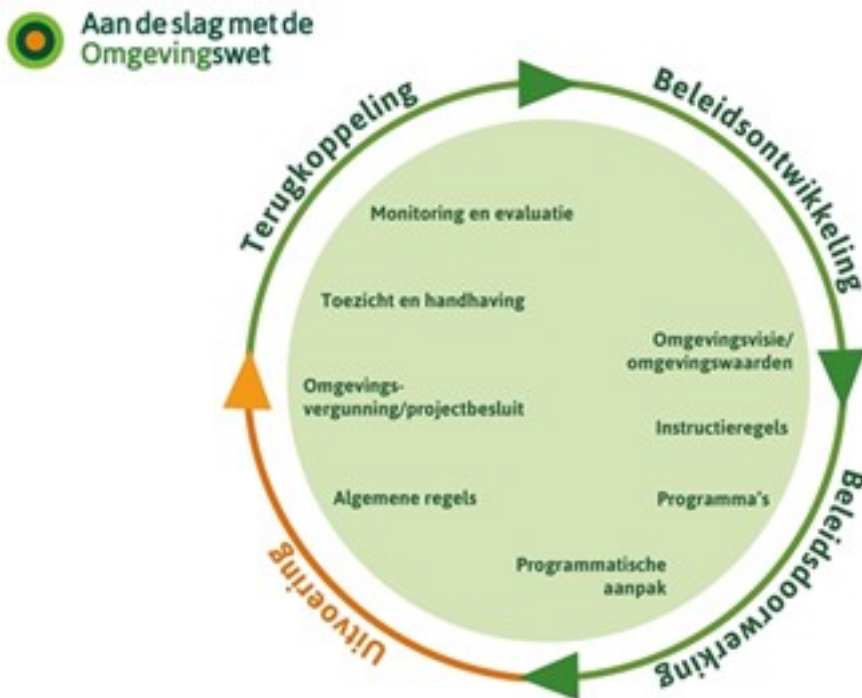 Aan de slag met de
Omgevingswet
Terugkoppeling
Beleidsontwikkeling
Monitoring en evaluatie
Toezicht en handhaving
Omgevingsvisie/
omgevingswaarden
Omgevings-
vergunning/projectbesluit
Instructieregels
Algemene regels
Programma's
Programmatische
aanpak
Uitvoering
Beleidsdoorwerking